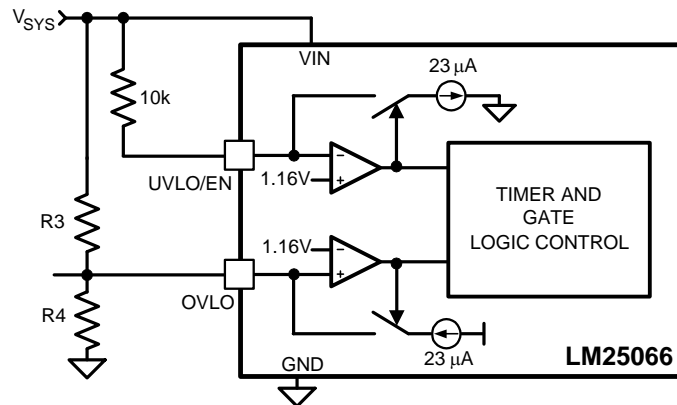 VSYS
VIN
23 μA
10k
UVLO/EN
1.16V
−
+
TIMER AND
GATE
LOGIC CONTROL
R3
1.16V
−
+
OVLO
R4
23 μA
GND
LM25066